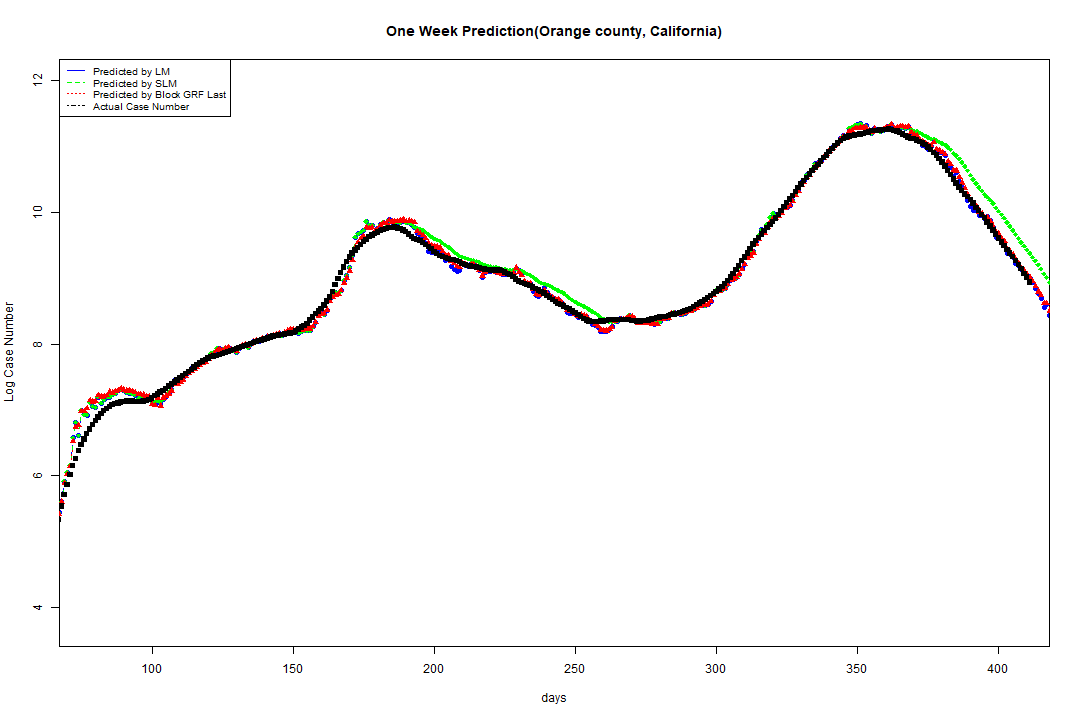 One Week Prediction(Orange county, California)
Predicted by LM
Predicted by SLM
Predicted by Block GRF Last
Actual Case Number
12
10
8
6
4
Log Case Number
100 150 200 250 300 350 400
days